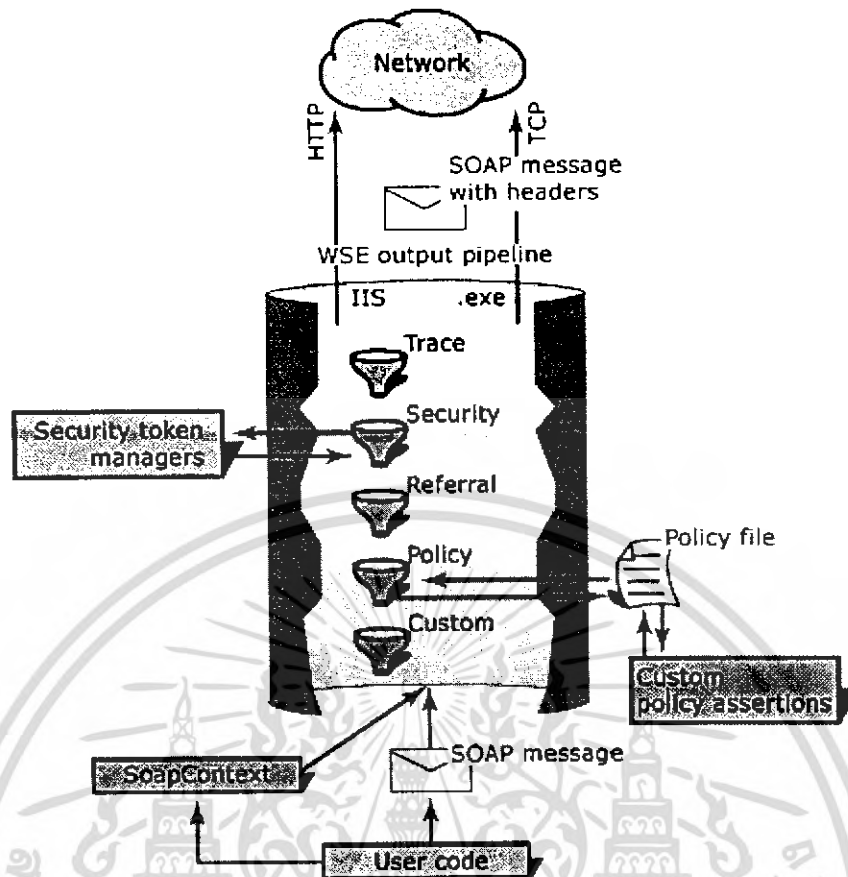 Network
HTTP
TCP
SOAP message
with headers
WSE output pipeline
IIS
.exe
Trace
Security
Security token
managers
Referral
Policy
Policy file
Custom
Custom
policy assertions
SOAP message
SoapContext
User code